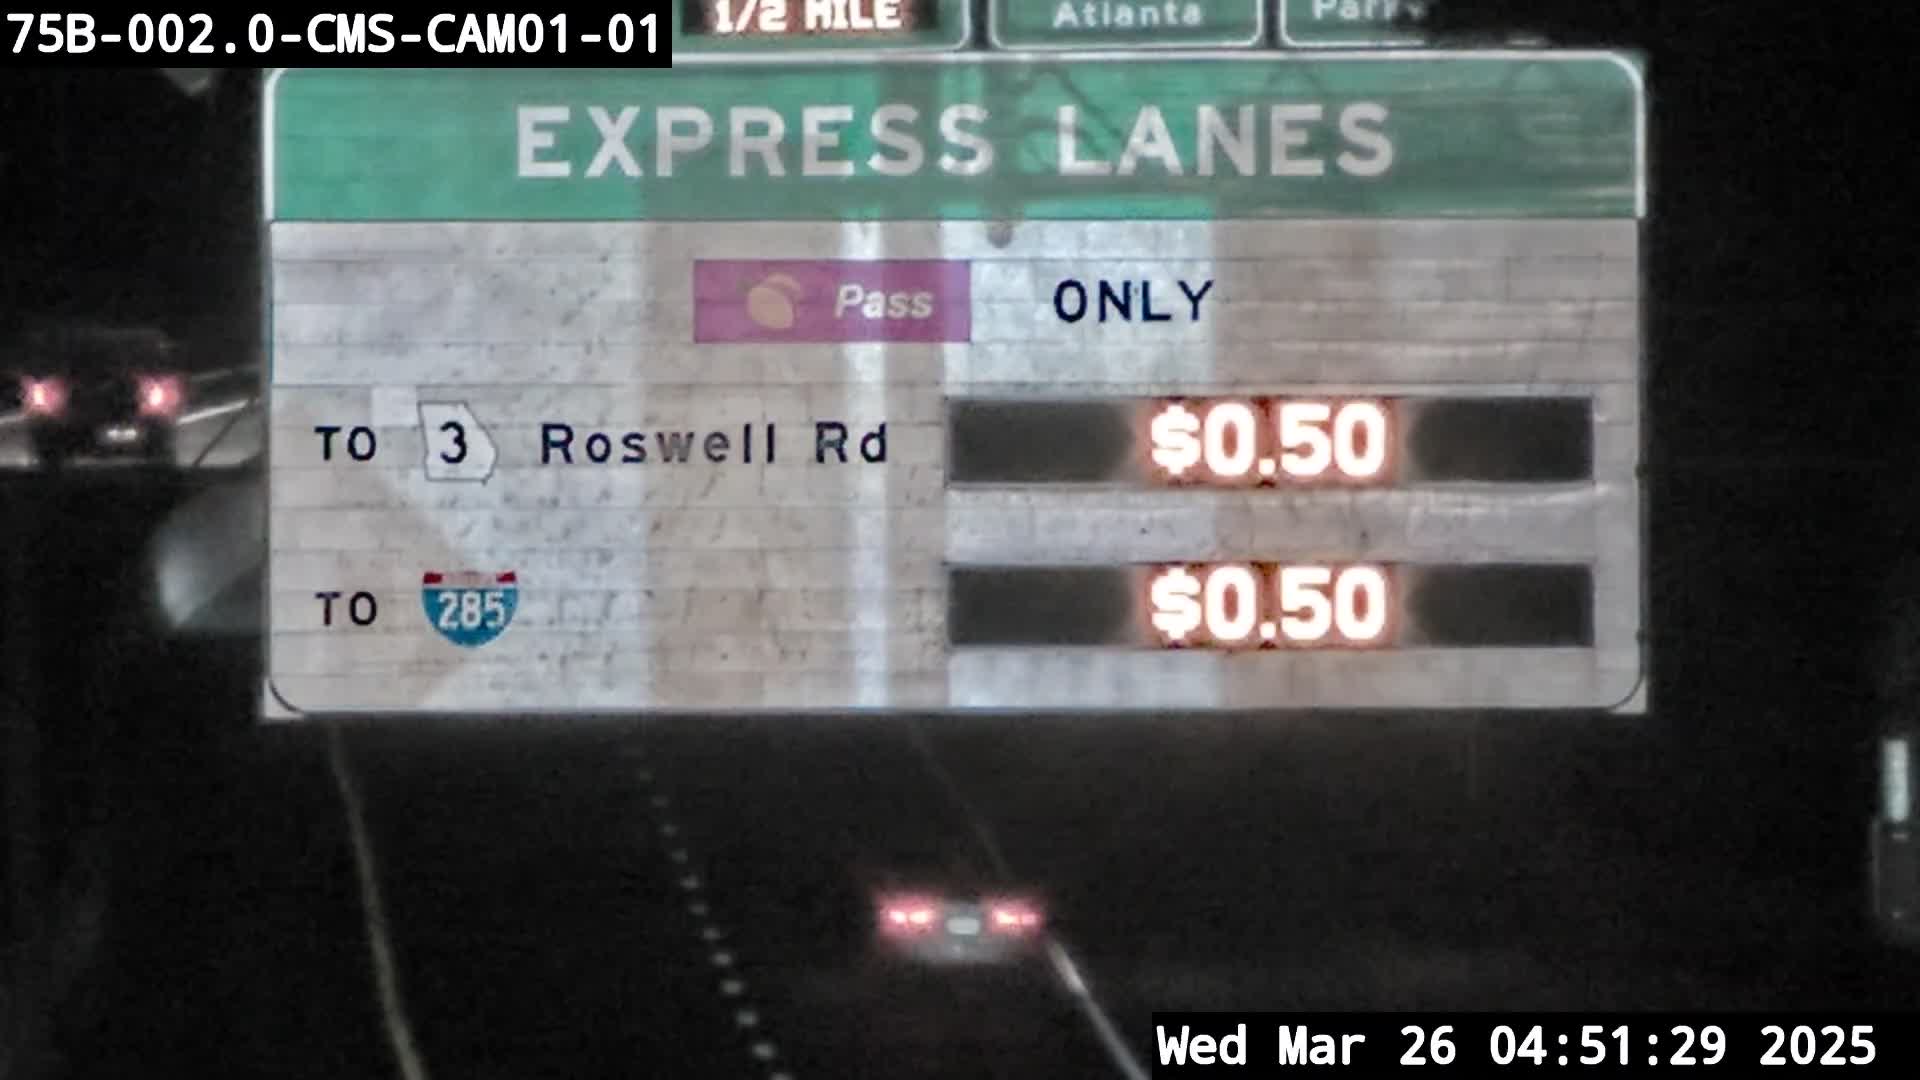 75B-002.0-CMS-CAM01-01
1/2 MILE
Atlanta
EXPRESS LANES
Pass ONLY
TO 3 Roswell Rd $0.50
TO 285 $0.50
Wed Mar 26 04:51:29 2025